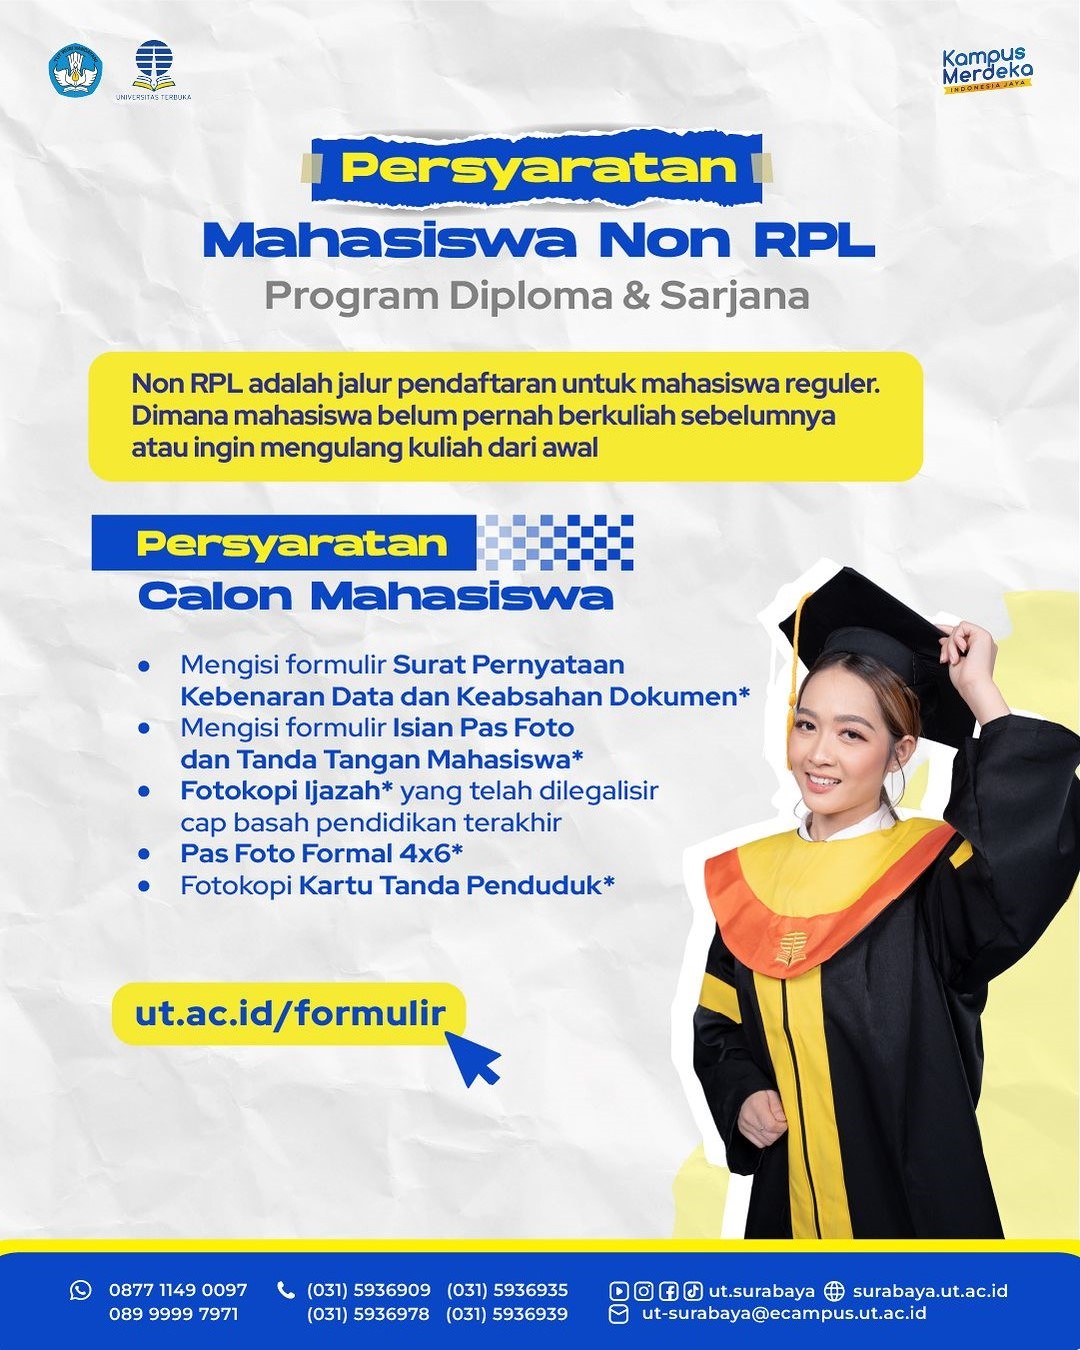 UNIVERSITAS TERBUKA
Kampus
Merdeka
INDONESIA JAYA
Persyaratan
Mahasiswa Non RPL
Program Diploma & Sarjana
Non RPL adalah jalur pendaftaran untuk mahasiswa reguler.
Dimana mahasiswa belum pernah berkuliah sebelumnya
atau ingin mengulang kuliah dari awal
Persyaratan
Calon Mahasiswa
• Mengisi formulir Surat Pernyataan
Kebenaran Data dan Keabsahan Dokumen*
• Mengisi formulir Isian Pas Foto
dan Tanda Tangan Mahasiswa*
• Fotokopi Ijazah* yang telah dilegalisir
cap basah pendidikan terakhir
• Pas Foto Formal 4x6*
• Fotokopi Kartu Tanda Penduduk*
ut.ac.id/formulir
0877 1149 0097 (031) 5936909 (031) 5936935 ut.surabaya surabaya.ut.ac.id
089 9999 7971 (031) 5936978 (031) 5936939 ut-surabaya@ecampus.ut.ac.id